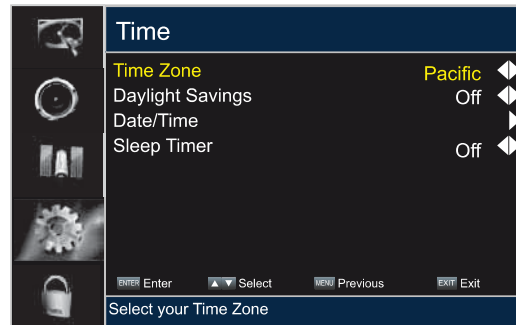 Time
Time Zone Pacific
Daylight Savings Off
Date/Time
Sleep Timer Off
ENTER Enter Select MENU Previous EXIT Exit
Select your Time Zone